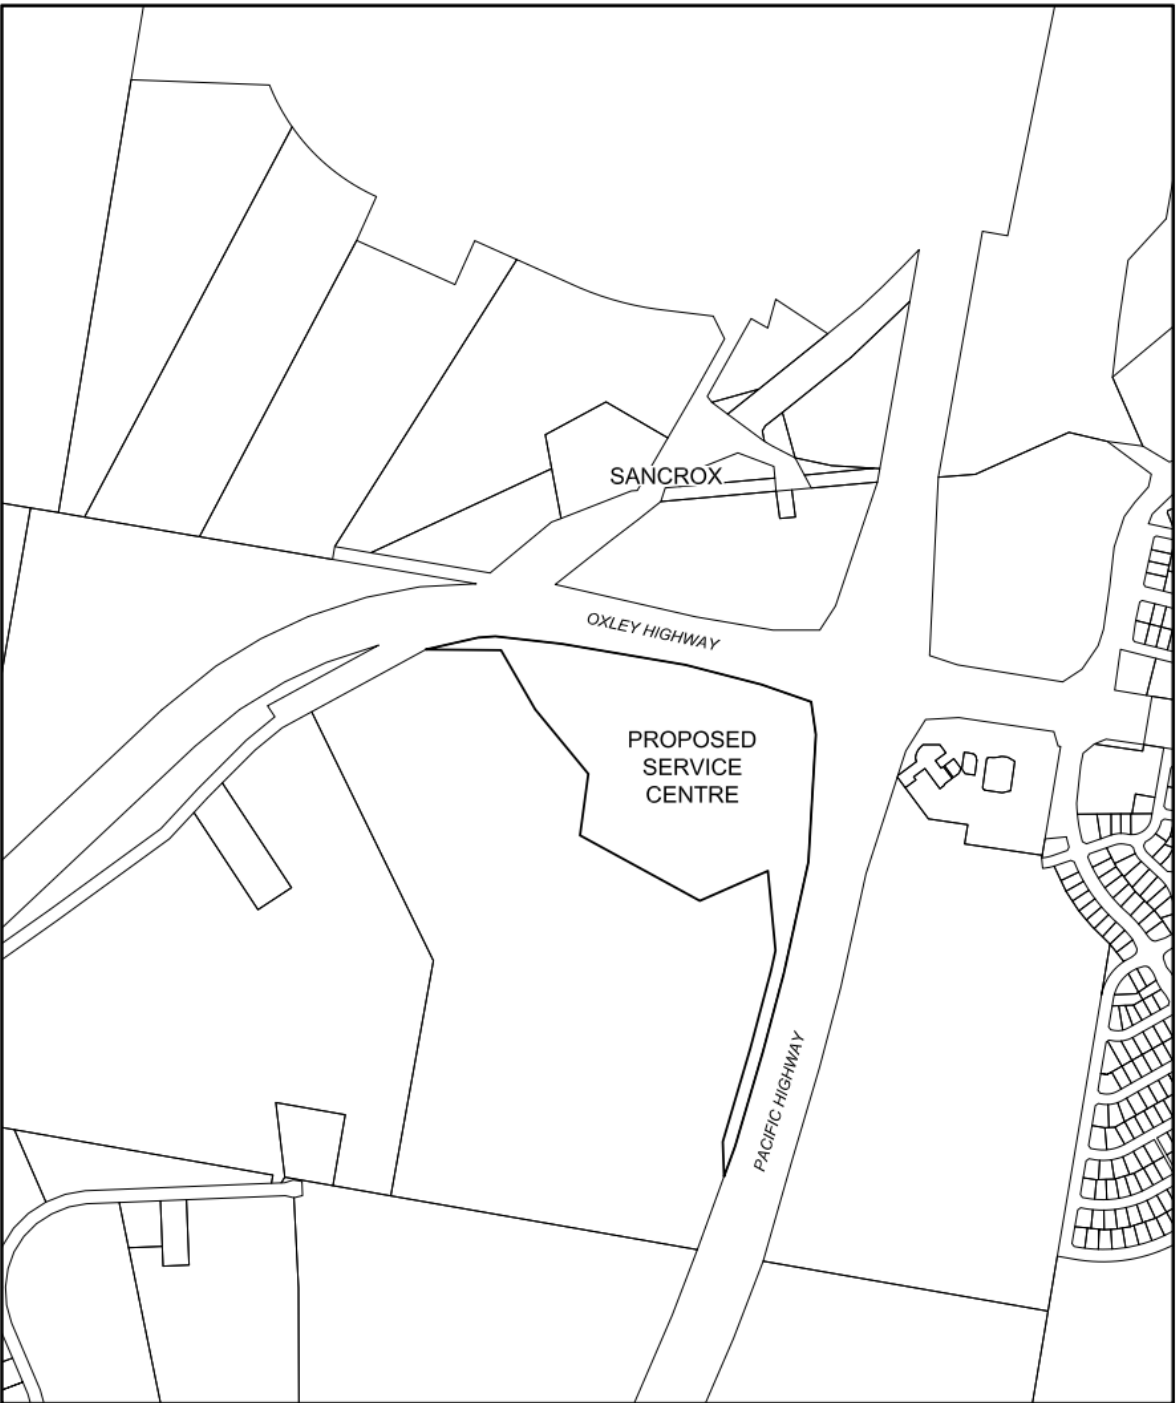 SANCROX
OXLEY HIGHWAY
PROPOSED
SERVICE
CENTRE
PACIFIC HIGHWAY